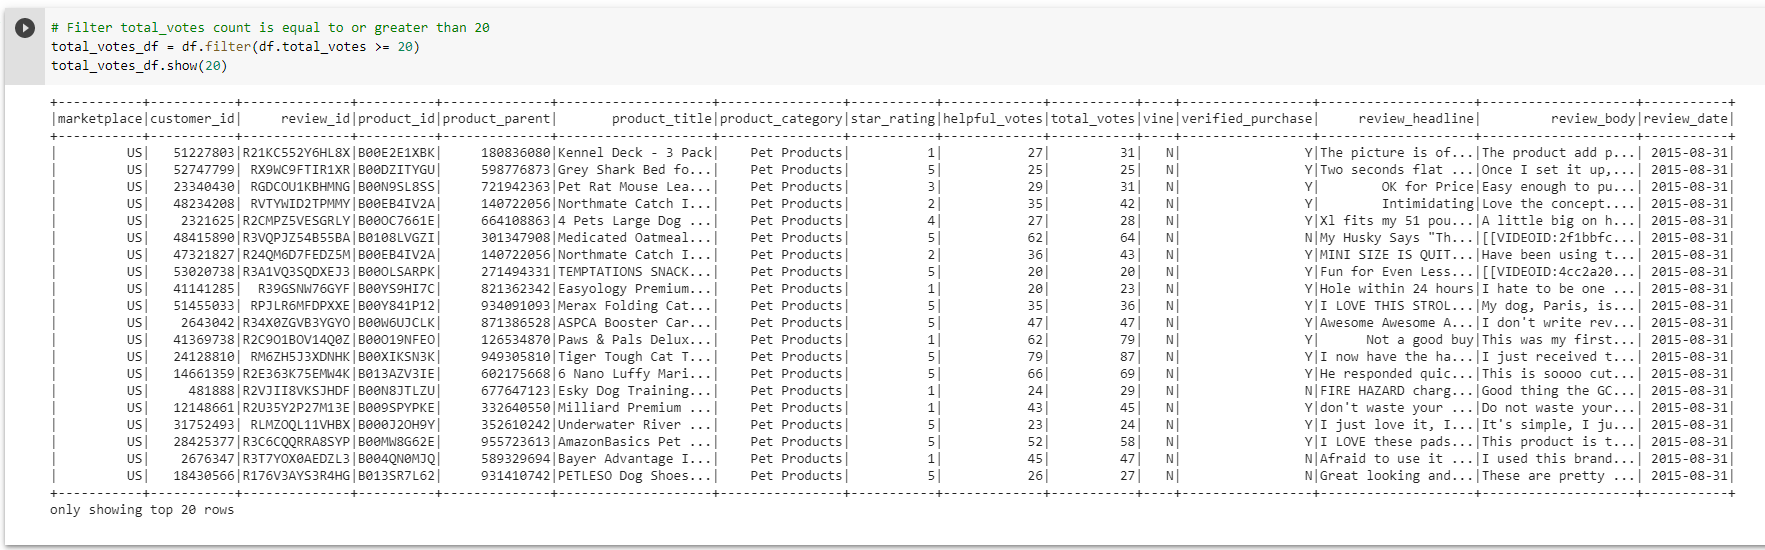 # Filter total_votes count is equal to or greater than 20
total_votes_df = df.filter(df.total_votes >= 20)
total_votes_df.show(20)
+-----------+-----------+--------------+----------+--------------+--------------------+----------------+-----------+-------------+-----------+----+-----------------+--------------------+--------------------+-----------+
|marketplace|customer_id|     review_id|product_id|product_parent|       product_title|product_category|star_rating|helpful_votes|total_votes|vine|verified_purchase|     review_headline|         review_body|review_date|
+-----------+-----------+--------------+----------+--------------+--------------------+----------------+-----------+-------------+-----------+----+-----------------+--------------------+--------------------+-----------+
|         US|   51227803|R21KC552Y6HL8X|B00E2E1XBK|     180836080|Kennel Deck - 3 Pack|    Pet Products|          1|           27|         31|   N|                Y|The picture is of...|The product add p...| 2015-08-31|
|         US|   52747799|RX9WC9FTIR1XR|B00DZITYGU|     598776873|Grey Shark Bed fo...|    Pet Products|          5|           25|         25|   N|                Y|Two seconds flat ...|Once I set it up,...| 2015-08-31|
|         US|   23340430| RGDCOU1KBHMNG|B00N9SL8SS|     721942363|Pet Rat Mouse Lea...|    Pet Products|          3|           29|         31|   N|                Y|        OK for Price|Easy enough to pu...| 2015-08-31|
|         US|   48234208| RVTYWID2TPMMY|B00EB4IV2A|     140722056|Northmate Catch I...|    Pet Products|          2|           35|         42|   N|                Y|        Intimidating|Love the concept....| 2015-08-31|
|         US|    2321625|R2CMPZ5VESGRLY|B00OC7661E|     664108863|4 Pets Large Dog ...|    Pet Products|          4|           27|         28|   N|                Y|Xl fits my 51 pou...|A little big on h...| 2015-08-31|
|         US|   48415890|R3VQPJZ54B55BA|B0108LVGZI|     301347908|Medicated Oatmeal...|    Pet Products|          5|           62|         64|   N|                N|My Husky Says "Th...|[[VIDEOID:2f1bbfc...| 2015-08-31|
|         US|   47321827|R24QM6D7FEDZ5M|B00EB4IV2A|     140722056|Northmate Catch I...|    Pet Products|          2|           36|         43|   N|                Y|MINI SIZE IS QUIT...|Have been using t...| 2015-08-31|
|         US|   53020738|R3A1VQ3SQDXEJ3|B00OLSARPK|     271494331|TEMPTATIONS SNACK...|    Pet Products|          5|           20|         20|   N|                Y|Fun for Even Less...|[[VIDEOID:4cc2a20...| 2015-08-31|
|         US|   41141285|  R39GSNW76GYF|B00YS9HI7C|     821362342|Easyology Premium...|    Pet Products|          1|           20|         23|   N|                Y|Hole within 24 hours|I hate to be one ...| 2015-08-31|
|         US|   51455033| RPJLR6MFDPXXE|B00Y841P12|     934091093|Merax Folding Cat...|    Pet Products|          5|           35|         36|   N|                Y|I LOVE THIS STROL...|My dog, Paris, is...| 2015-08-31|
|         US|    2643042|R34X0ZGVB3YGYO|B00W6UJCLK|     871386528|ASPCA Booster Car...|    Pet Products|          5|           47|         47|   N|                Y|Awesome Awesome A...|I don't write rev...| 2015-08-31|
|         US|   41369738|R2C9O1BOV14Q0Z|B0019NFEO|     126534870|Paws & Pals Delux...|    Pet Products|          1|           62|         79|   N|                Y|      Not a good buy|This was my first...| 2015-08-31|
|         US|   24128810| RM6ZH5J3XDNHK|B00XIKSN3K|     949305810|Tiger Tough Cat T...|    Pet Products|          5|           79|         87|   N|                Y|I now have the ha...|I just received t...| 2015-08-31|
|         US|   14661359|R2E363K75EMW4K|B013AZV3IE|     602175668|6 Nano Luffy Mari...|    Pet Products|          5|           66|         69|   N|                Y|He responded quic...|This is soooo cut...| 2015-08-31|
|         US|     481888|R2VJII8VKSJHDF|B00N8JTLZU|     677647123|Esky Dog Training...|    Pet Products|          1|           24|         29|   N|                N|FIRE HAZARD charg...|Good thing the GC...| 2015-08-31|
|         US|   12148661|R2U35Y2P27M13E|B009SPYPKE|     332640550|Milliard Premium ...|    Pet Products|          1|           43|         45|   N|                Y|don't waste your ...|Do not waste your...| 2015-08-31|
|         US|   31752493| RLMZOQL11VHBX|B000J2OH9Y|     352610242|Underwater River ...|    Pet Products|          5|           23|         24|   N|                Y|I just love it, I...|It's simple, I ju...| 2015-08-31|
|         US|   28425377|R3C6CQQRRA8SYP|B00MW8G62E|     955723613|AmazonBasics Pet ...|    Pet Products|          5|           52|         58|   N|                Y|I LOVE these pads...|This product is t...| 2015-08-31|
|         US|    2676347|R3T7YOX0AEDZL3|B004QN0MJQ|     589329694|Bayer Advantage I...|    Pet Products|          1|           45|         47|   N|                N|Afraid to use it ...|I used this brand...| 2015-08-31|
|         US|   18430566|R176V3AYS3R4HG|B013SR7L62|     931410742|PETLESO Dog Shoes...|    Pet Products|          5|           26|         27|   N|                N|Great looking and...|These are pretty ...| 2015-08-31|
+-----------+-----------+--------------+----------+--------------+--------------------+----------------+-----------+-------------+-----------+----+-----------------+--------------------+--------------------+-----------+
only showing top 20 rows